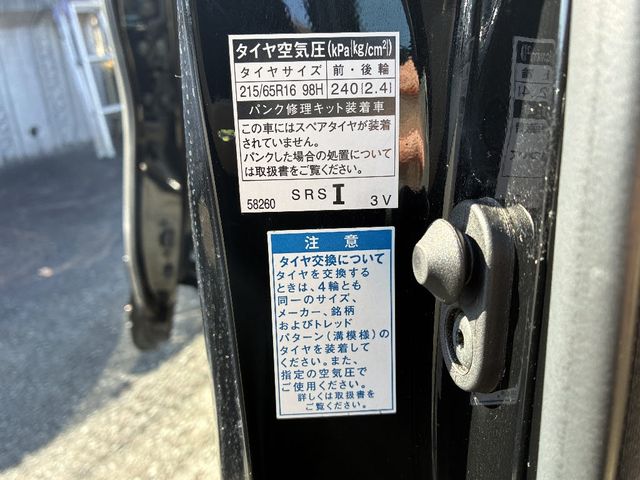 タイヤ空気圧(kPa{kg/cm²})
タイヤサイズ 前・後輪
215/65R16 98H 240{2.4}
パンク修理キット装着車
この車にはスペアタイヤが装着
されていません。
パンクした場合の処置について
は取扱書をご覧ください。
58260 SRS I 3V
注 意
タイヤ交換について
タイヤを交換する
ときは、4輪とも
同一のサイズ、
メーカー、銘柄
およびトレッド
パターン(溝模様)の
タイヤを装着して
ください。また、
指定の空気圧で
ご使用ください。
詳しくは取扱書を
ご覧ください。